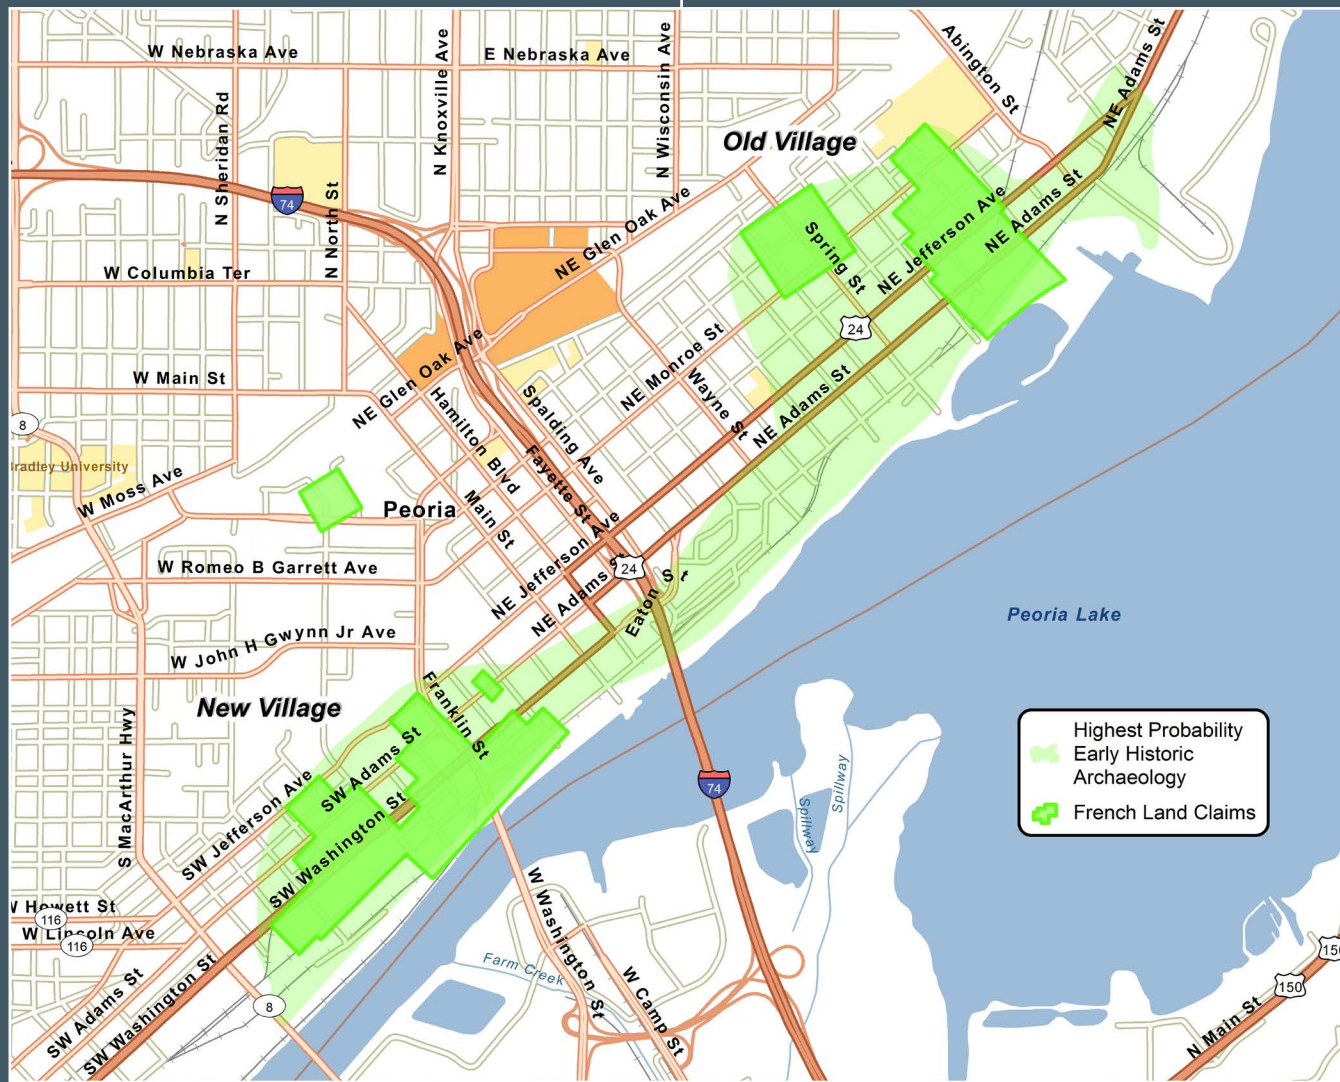 W Nebraska Ave
E Nebraska Ave
N Knoxville Ave
N Wisconsin Ave
Abington St
NE Adams St
N Sheridan Rd
Old Village
74
N North St
NE Glen Oak Ave
Spring St
NE Jefferson Ave
NE Adams St
W Columbia Ter
24
W Main St
NE Glen Oak Ave
NE Monroe St
Wayne St
NE Adams St
8
Hamilton Blvd
Spalding Ave
Bradley University
W Moss Ave
Fayette St
Peoria
Main St
W Romeo B Garrett Ave
NE Jefferson Ave
NE Adams St
24
Eaton St
Peoria Lake
W John H Gwynn Jr Ave
New Village
Franklin St
S MacArthur Hwy
SW Adams St
SW Jefferson Ave
SW Washington St
74
Spillway
Spillway
Highest Probability
Early Historic
Archaeology
French Land Claims
W Howett St
116
W Lincoln Ave
116
SW Adams St
SW Washington St
8
Farm Creek
W Washington St
W Camp St
150
150
N Main St